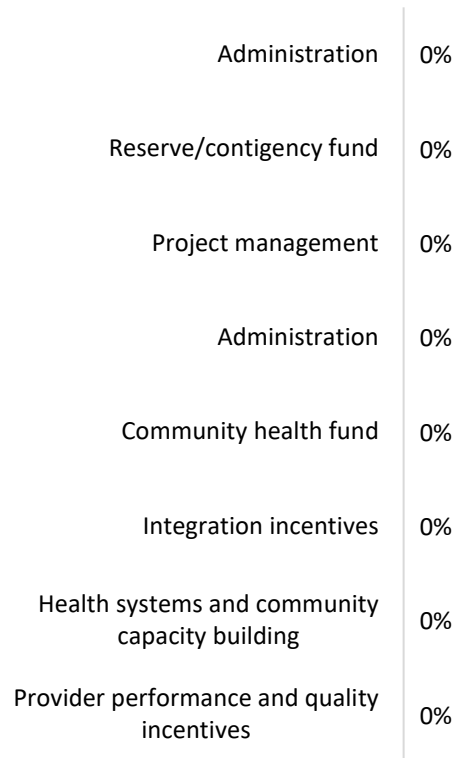 Administration 0%
Reserve/contigency fund 0%
Project management 0%
Administration 0%
Community health fund 0%
Integration incentives 0%
Health systems and community
capacity building 0%
Provider performance and quality
incentives 0%